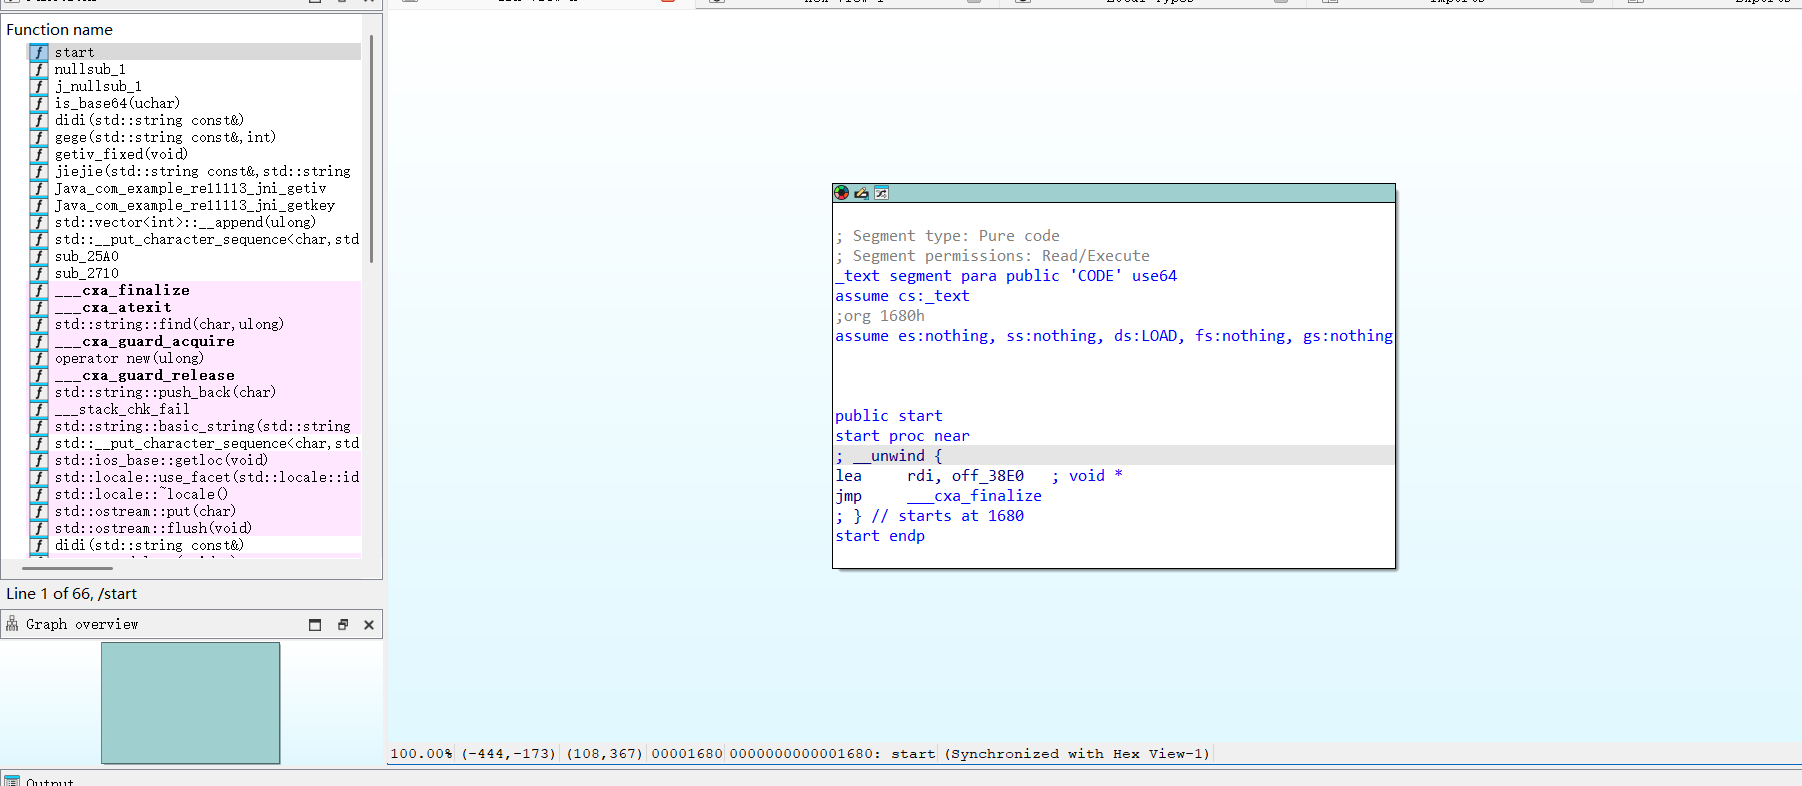 Function name
start
nullsub_1
j_nullsub_1
is_base64(uchar)
didi(std::string const&)
gege(std::string const&,int)
getiv_fixed(void)
jiejie(std::string const&,std::string
Java_com_example_re11113_jni_getiv
Java_com_example_re11113_jni_getkey
std::vector<int>::__append(ulong)
std::__put_character_sequence<char,std
sub_25A0
sub_2710
___cxa_finalize
___cxa_atexit
std::string::find(char,ulong)
___cxa_guard_acquire
operator new(ulong)
___cxa_guard_release
std::string::push_back(char)
___stack_chk_fail
std::string::basic_string(std::string
std::__put_character_sequence<char,std
std::ios_base::getloc(void)
std::locale::use_facet(std::locale::id
std::locale::~locale()
std::ostream::put(char)
std::ostream::flush(void)
didi(std::string const&)
Line 1 of 66, /start
Graph overview
Output
; Segment type: Pure code
; Segment permissions: Read/Execute
_text segment para public 'CODE' use64
assume cs:_text
;org 1680h
assume es:nothing, ss:nothing, ds:LOAD, fs:nothing, gs:nothing
public start
start proc near
; __unwind {
lea rdi, off_38E0 ; void *
jmp ___cxa_finalize
; } // starts at 1680
start endp
100.00% (-444,-173) (108,367) 00001680 0000000000001680: start (Synchronized with Hex View-1)